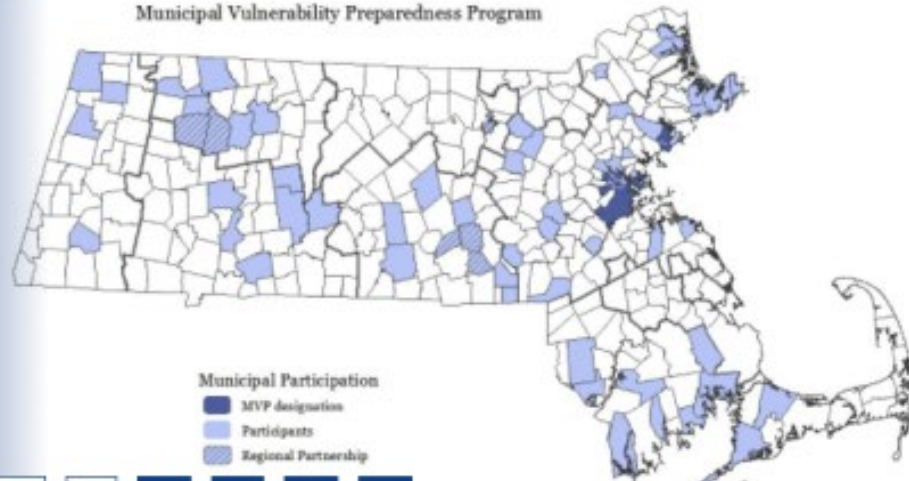 Municipal Vulnerability Preparedness Program
Municipal Participation
MVP designation
Participants
Regional Partnership